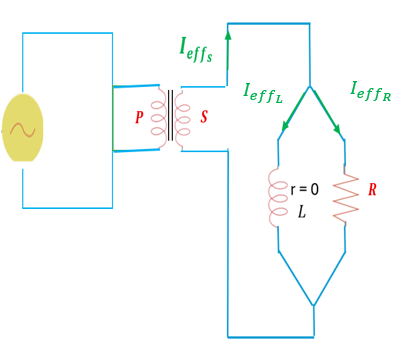 I_eff_s
I_eff_L
I_eff_R
P
S
r = 0
L
R